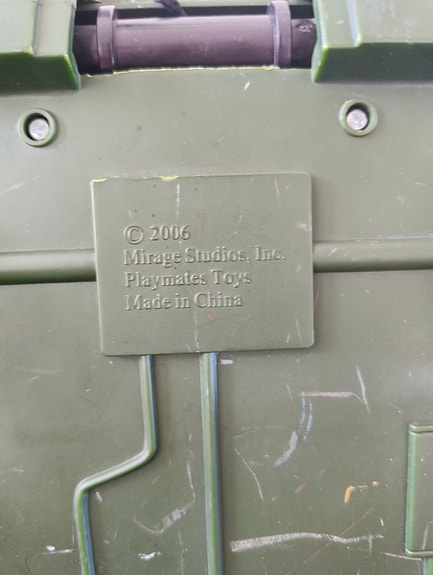 © 2006
Mirage Studios, Inc.
Playmates Toys
Made in China